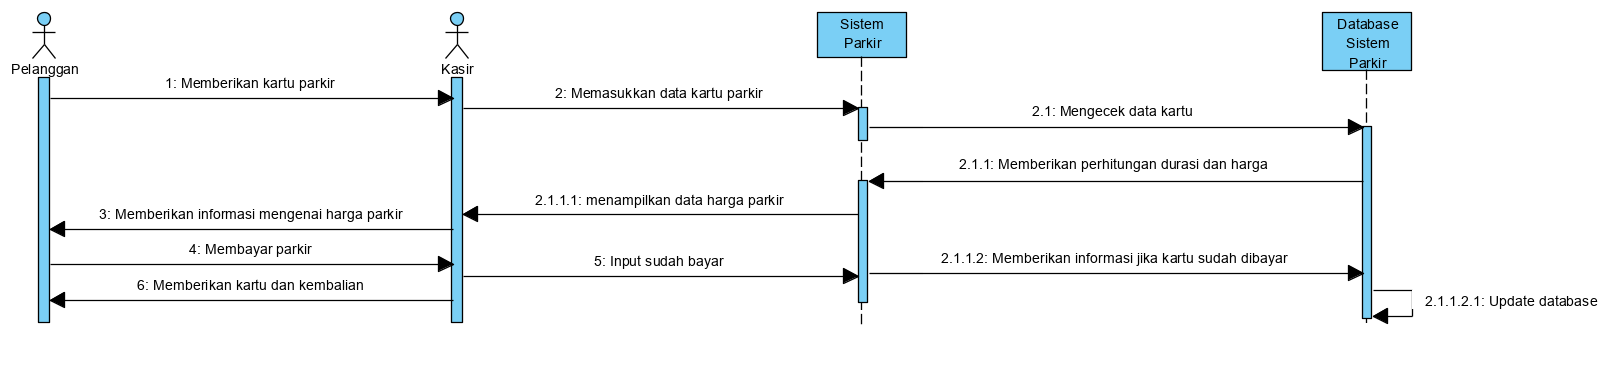 Pelanggan
Kasir
Sistem
Parkir
Database
Sistem
Parkir
1: Memberikan kartu parkir
2: Memasukkan data kartu parkir
2.1: Mengecek data kartu
2.1.1: Memberikan perhitungan durasi dan harga
2.1.1.1: menampilkan data harga parkir
3: Memberikan informasi mengenai harga parkir
4: Membayar parkir
5: Input sudah bayar
2.1.1.2: Memberikan informasi jika kartu sudah dibayar
6: Memberikan kartu dan kembalian
2.1.1.2.1: Update database